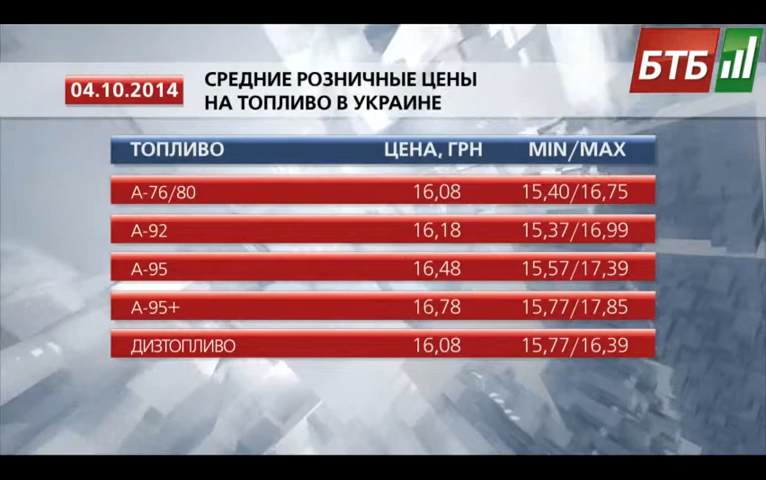 БТБ
04.10.2014
СРЕДНИЕ РОЗНИЧНЫЕ ЦЕНЫ
НА ТОПЛИВО В УКРАИНЕ
ТОПЛИВО ЦЕНА, ГРН MIN/MAX
А-76/80 16,08 15,40/16,75
А-92 16,18 15,37/16,99
А-95 16,48 15,57/17,39
А-95+ 16,78 15,77/17,85
ДИЗТОПЛИВО 16,08 15,77/16,39